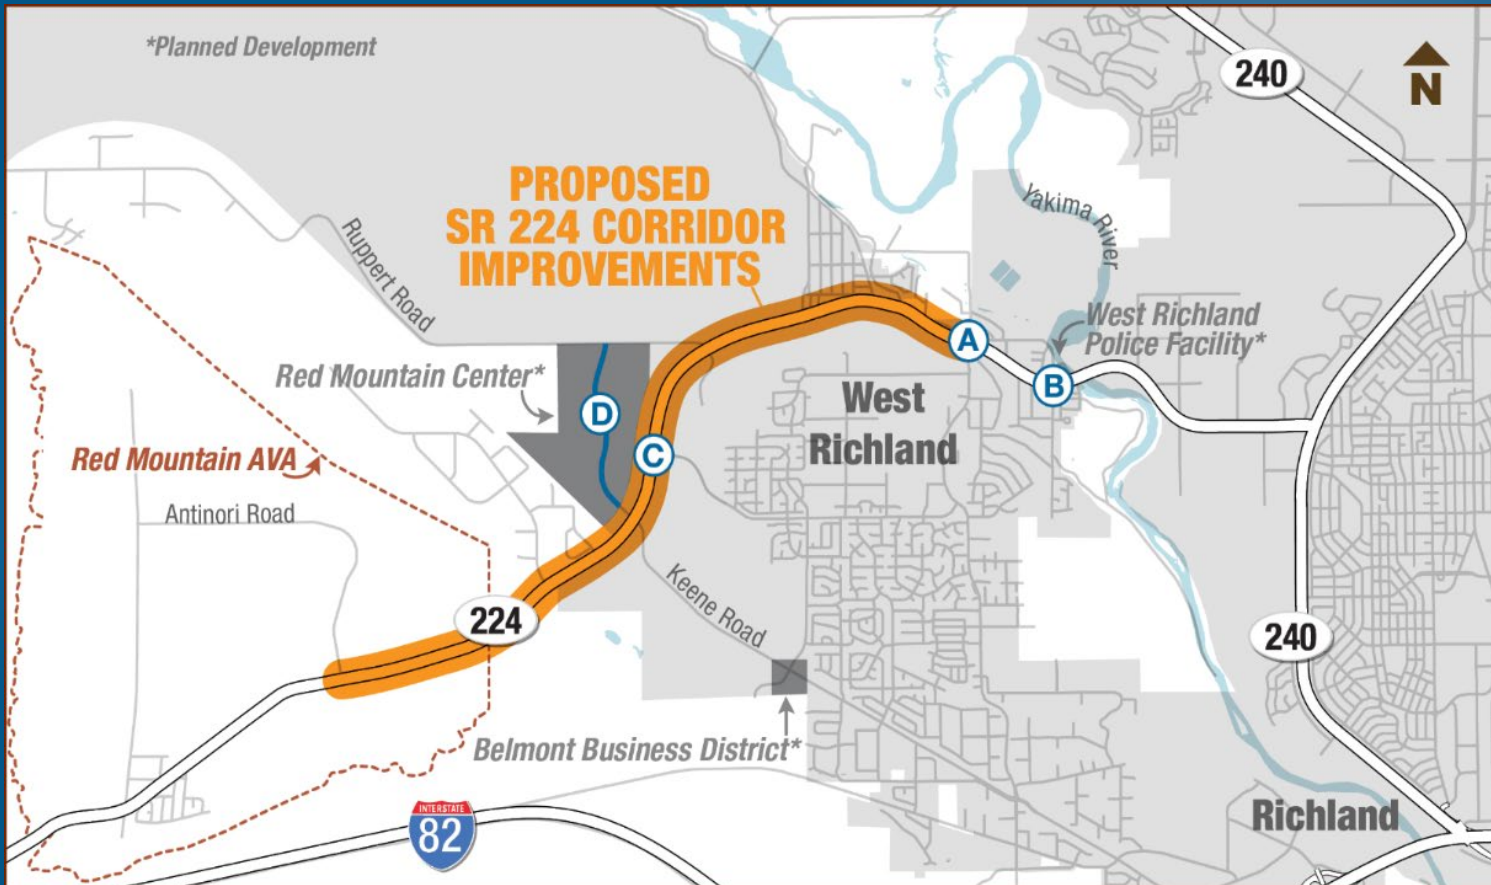 *Planned Development
240
N
PROPOSED
SR 224 CORRIDOR
IMPROVEMENTS
Yakima River
Ruppert Road
West Richland
Police Facility*
A
B
Red Mountain Center*
D
West
Richland
C
Red Mountain AVA
Antinori Road
Keene Road
224
240
Belmont Business District*
INTERSTATE
82
Richland